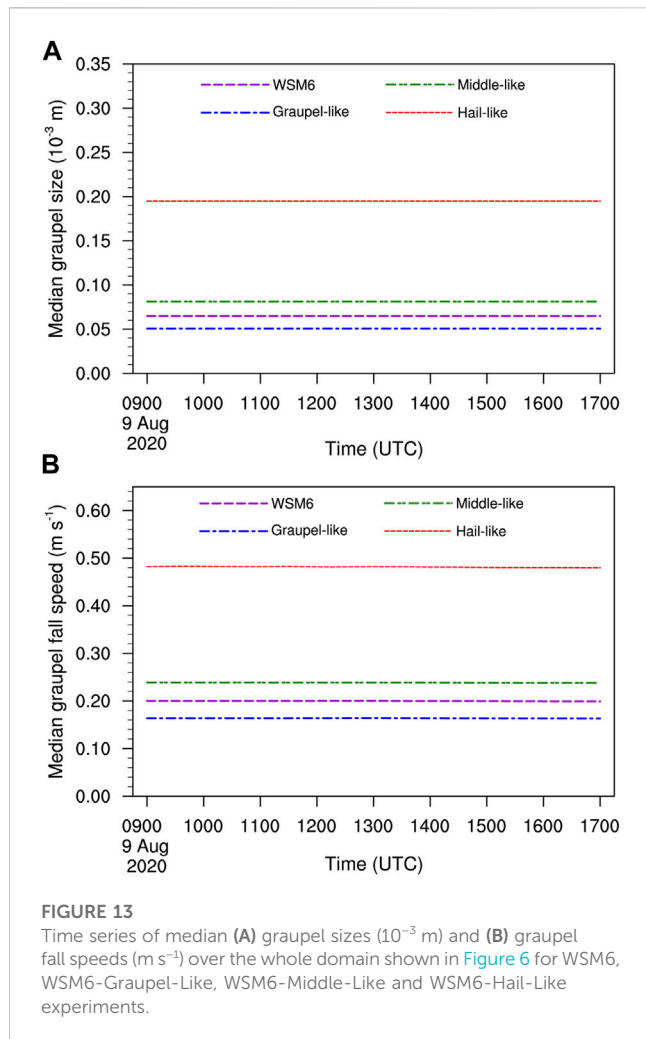 A
Median graupel size (10⁻³ m)
0.35
0.30
0.25
0.20
0.15
0.10
0.05
0.00
WSM6
Middle-like
Graupel-like
Hail-like
0900 1000 1100 1200 1300 1400 1500 1600 1700
9 Aug
2020
Time (UTC)
B
Median graupel fall speed (m s⁻¹)
0.60
0.50
0.40
0.30
0.20
0.10
0.00
WSM6
Middle-like
Graupel-like
Hail-like
0900 1000 1100 1200 1300 1400 1500 1600 1700
9 Aug
2020
Time (UTC)
FIGURE 13
Time series of median (A) graupel sizes (10⁻³ m) and (B) graupel
fall speeds (m s⁻¹) over the whole domain shown in Figure 6 for WSM6,
WSM6-Graupel-Like, WSM6-Middle-Like and WSM6-Hail-Like
experiments.